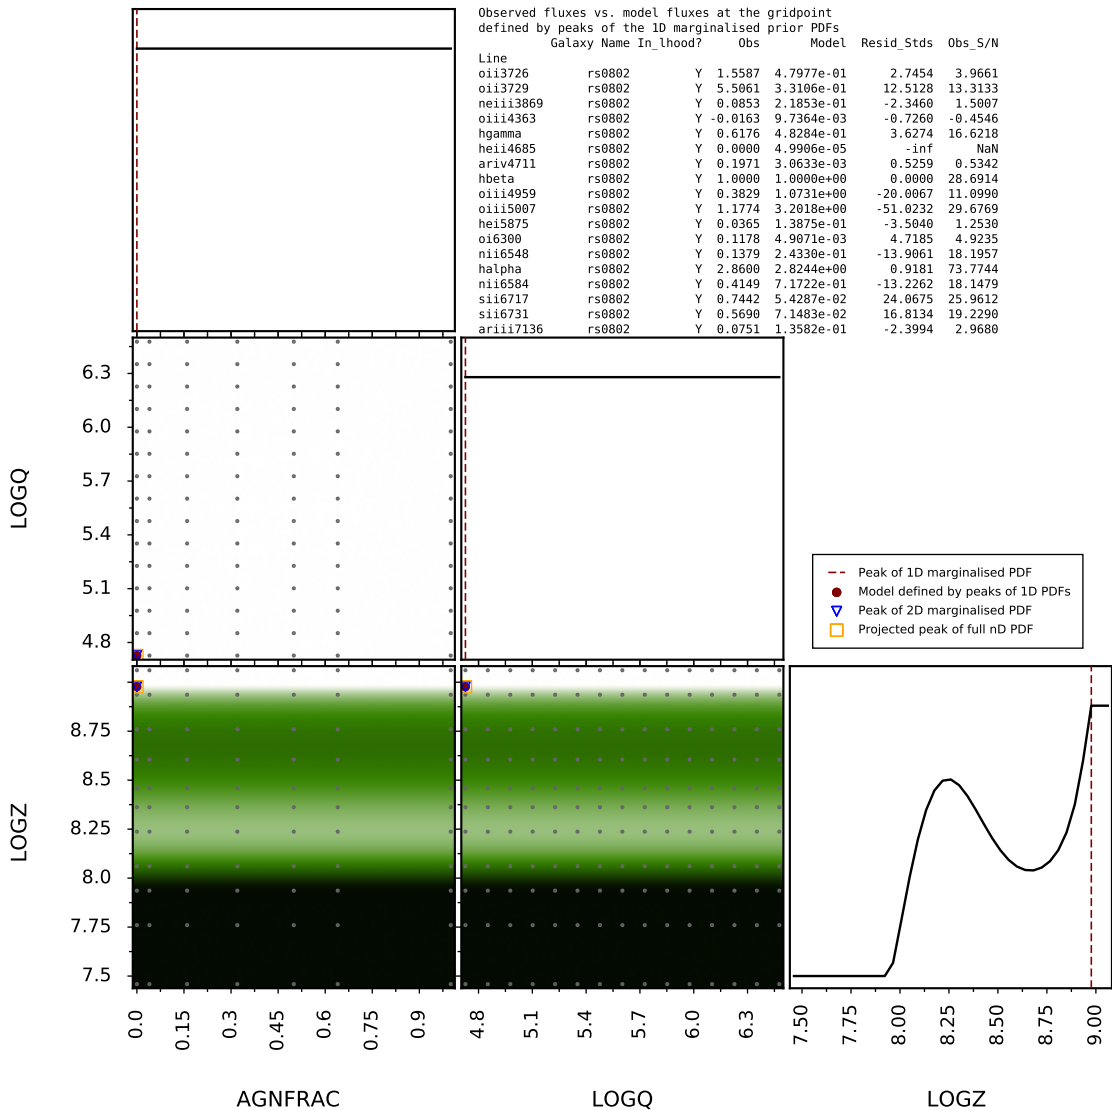 Observed fluxes vs. model fluxes at the gridpoint
defined by peaks of the 1D marginalised prior PDFs
Galaxy Name In_lhood? Obs Model Resid_Stds Obs_S/N
Line
oii3726 rs0802 Y 1.5587 4.7977e-01 2.7454 3.9661
oii3729 rs0802 Y 5.5061 3.3106e-01 12.5128 13.3133
neiii3869 rs0802 Y 0.0853 2.1853e-01 -2.3460 1.5007
oiii4363 rs0802 Y -0.0163 9.7364e-03 -0.7260 -0.4546
hgamma rs0802 Y 0.6176 4.8284e-01 3.6274 16.6218
heii4685 rs0802 Y 0.0000 4.9906e-05 -inf NaN
ariv4711 rs0802 Y 0.1971 3.0633e-03 0.5259 0.5342
hbeta rs0802 Y 1.0000 1.0000e+00 0.0000 28.6914
oiii4959 rs0802 Y 0.3829 1.0731e+00 -20.0067 11.0990
oiii5007 rs0802 Y 1.1774 3.2018e+00 -51.0232 29.6769
hei5875 rs0802 Y 0.0365 1.3875e-01 -3.5040 1.2530
oi6300 rs0802 Y 0.1178 4.9071e-03 4.7185 4.9235
nii6548 rs0802 Y 0.1379 2.4330e-01 -13.9061 18.1957
halpha rs0802 Y 2.8600 2.8244e+00 0.9181 73.7744
nii6584 rs0802 Y 0.4149 7.1722e-01 -13.2262 18.1479
sii6717 rs0802 Y 0.7442 5.4287e-02 24.0675 25.9612
sii6731 rs0802 Y 0.5690 7.1483e-02 16.8134 19.2290
ariii7136 rs0802 Y 0.0751 1.3582e-01 -2.3994 2.9680
6.3
6.0
5.7
5.4
5.1
4.8
LOGQ
Peak of 1D marginalised PDF
Model defined by peaks of 1D PDFs
Peak of 2D marginalised PDF
Projected peak of full nD PDF
8.75
8.5
8.25
8.0
7.75
7.5
LOGZ
0.0 0.15 0.3 0.45 0.6 0.75 0.9
4.8 5.1 5.4 5.7 6.0 6.3
7.50 7.75 8.00 8.25 8.50 8.75 9.00
AGNFRAC LOGQ LOGZ